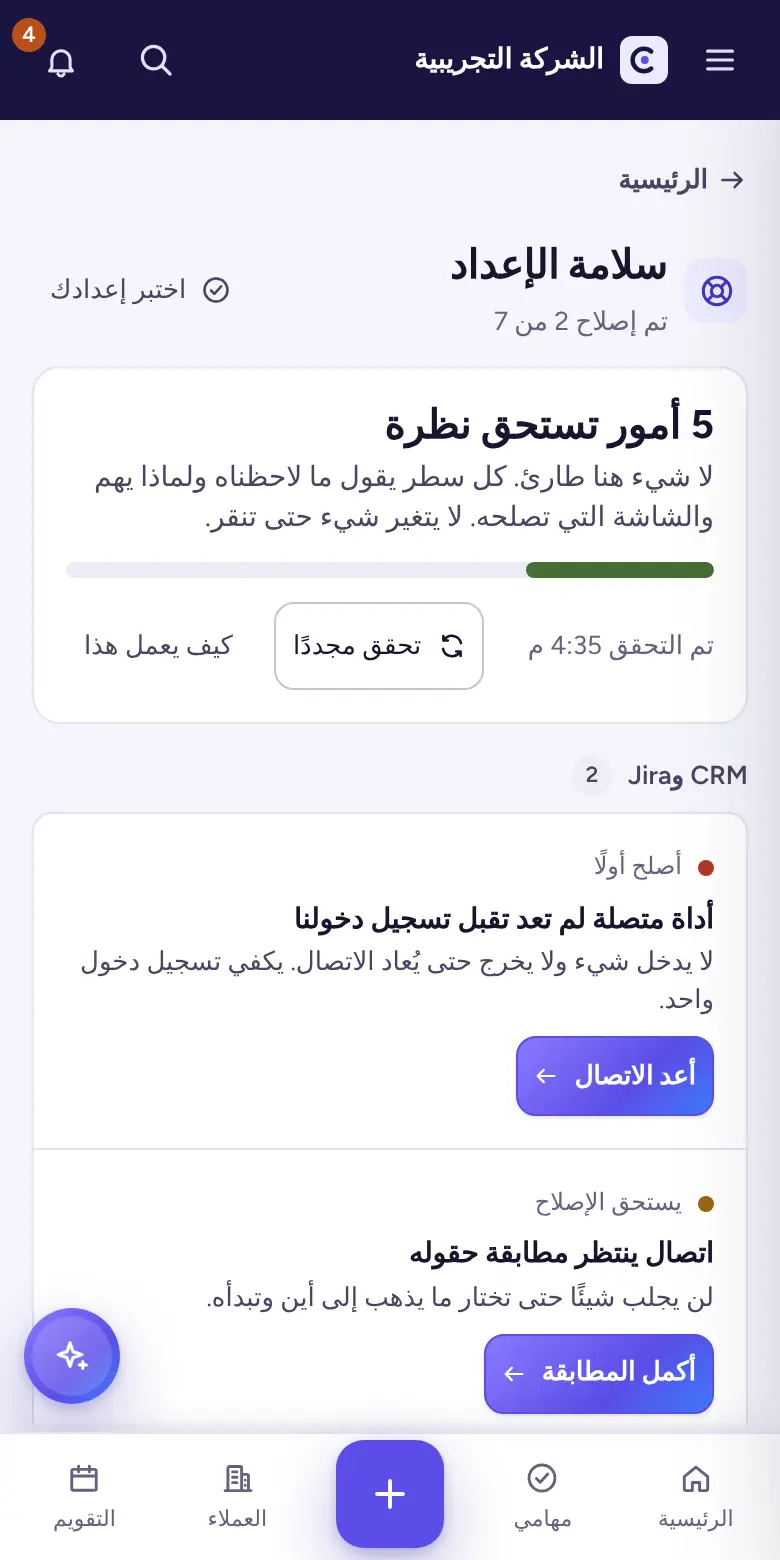 الشركة التجريبية
4
الرئيسية
سلامة الإعداد
تم إصلاح 2 من 7
اختبر إعدادك
5 أمور تستحق نظرة
لا شيء هنا طارئ. كل سطر يقول ما لاحظناه ولماذا يهم
والشاشة التي تصلحه. لا يتغير شيء حتى تنقر.
تم التحقق 4:35 م
تحقق مجددًا
كيف يعمل هذا
CRM وJira
2
أصلح أولًا
أداة متصلة لم تعد تقبل تسجيل دخولنا
لا يدخل شيء ولا يخرج حتى يُعاد الاتصال. يكفي تسجيل دخول
واحد.
أعد الاتصال
يستحق الإصلاح
اتصال ينتظر مطابقة حقوله
لن يجلب شيئًا حتى تختار ما يذهب إلى أين وتبدأه.
أكمل المطابقة
الرئيسية
مهامي
العملاء
التقويم